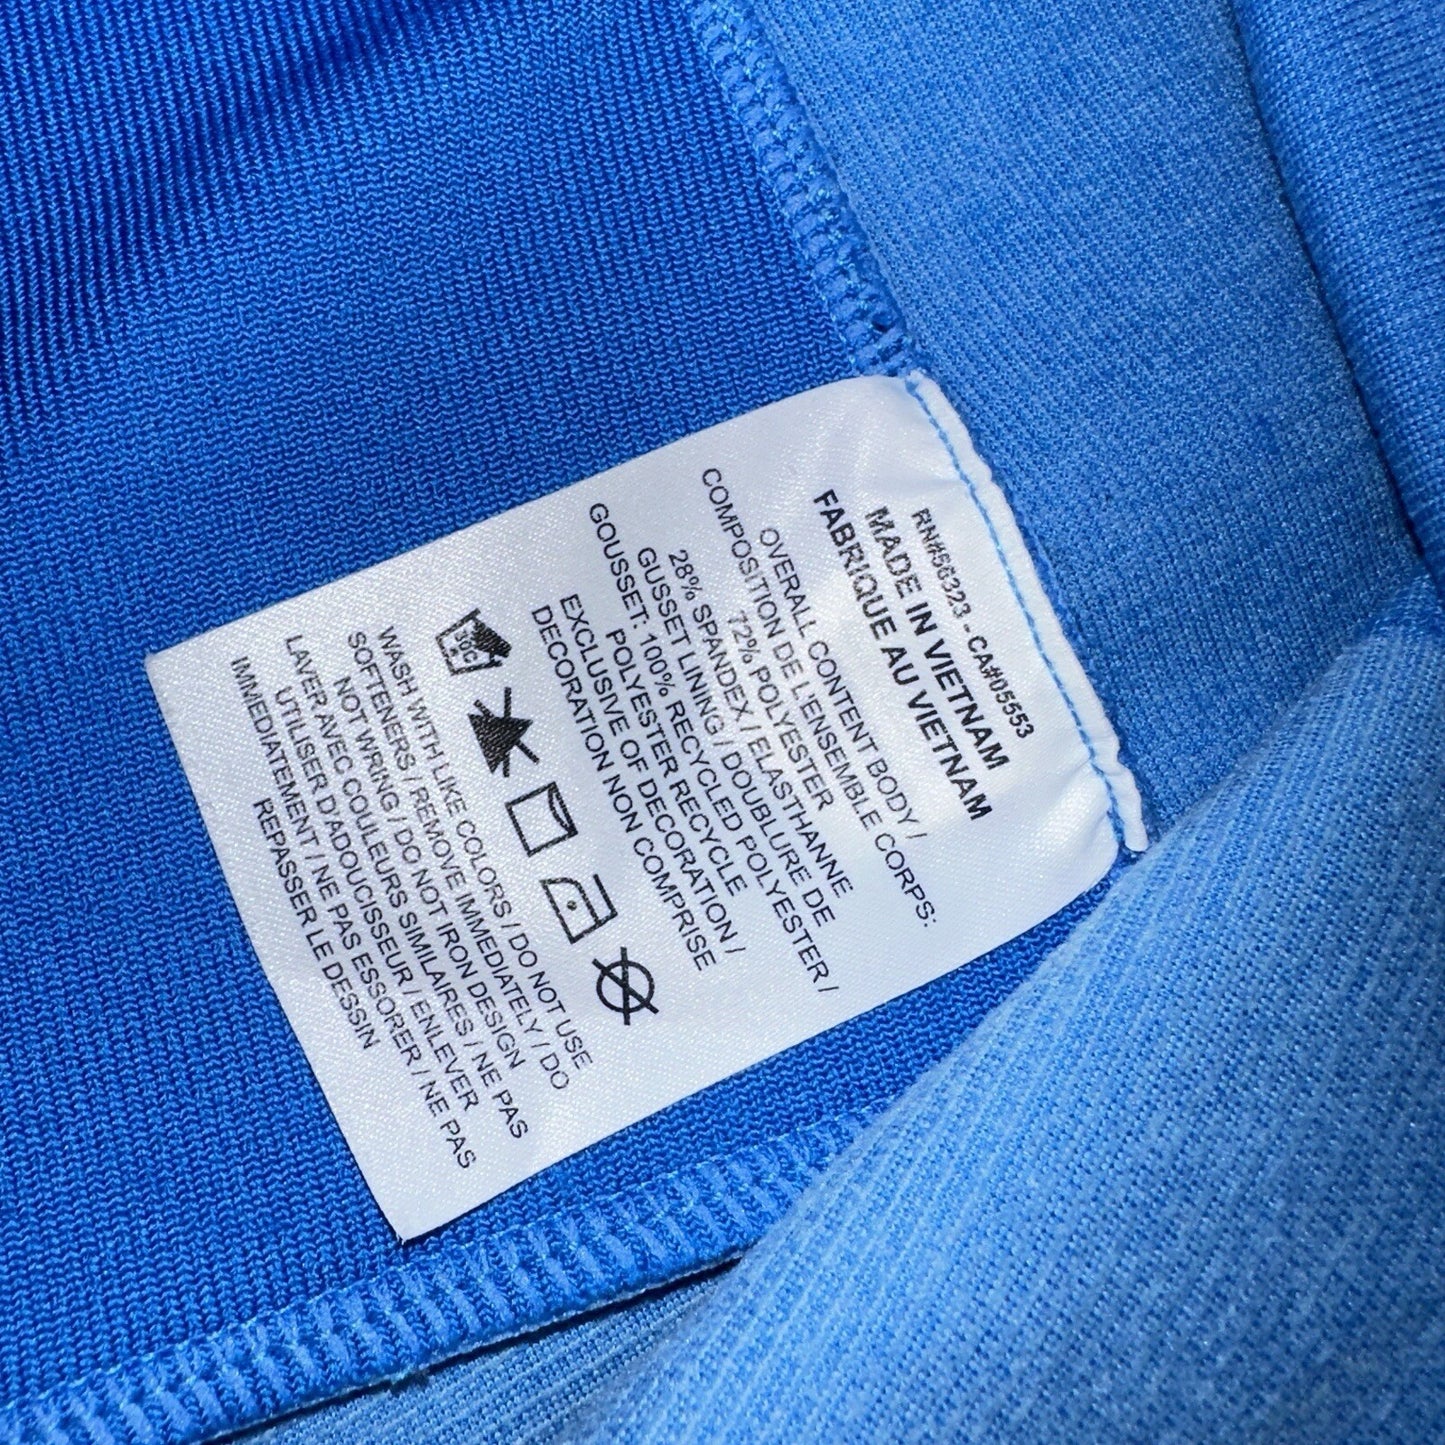 RN#56323 - CA#05553
MADE IN VIETNAM
FABRIQUE AU VIETNAM
OVERALL CONTENT BODY /
COMPOSITION DE L'ENSEMBLE CORPS:
72% POLYESTER
28% SPANDEX / ELASTHANNE
GUSSET LINING / DOUBLURE DE
GOUSSET: 100% RECYCLED POLYESTER /
POLYESTER RECYCLE
EXCLUSIVE OF DECORATION /
DECORATION NON COMPRISE
30C
WASH WITH LIKE COLORS / DO NOT USE
SOFTENERS / REMOVE IMMEDIATELY / DO
NOT WRING / DO NOT IRON DESIGN
LAVER AVEC COULEURS SIMILAIRES / NE PAS
UTILISER D'ADOUCISSEUR / ENLEVER
IMMEDIATEMENT / NE PAS ESSORER / NE PAS
REPASSER LE DESSIN